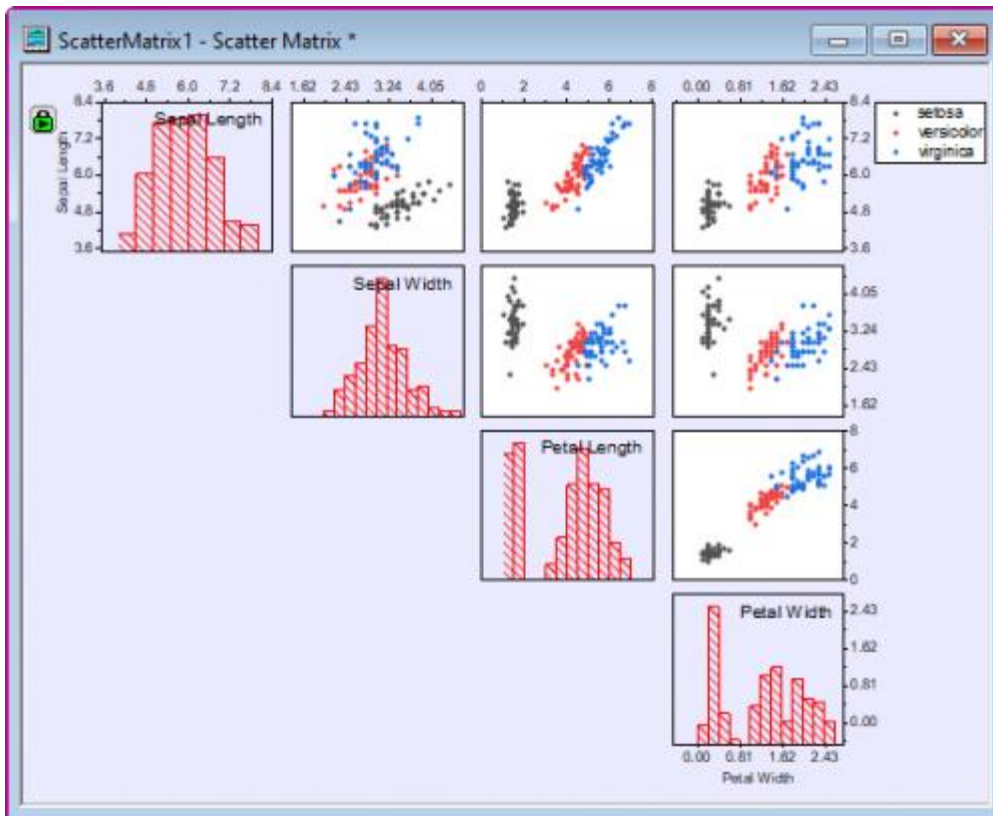 ScatterMatrix1 - Scatter Matrix *
3.6 4.8 6.0 7.2 8.4 1.62 2.43 3.24 4.05 0 2 4 6 8 0.00 0.81 1.62 2.43
8.4
7.2
6.0
4.8
3.6
Sepal Length
Sepal Length
8.4
7.2
6.0
4.8
3.6
setosa
versicolor
virginica
Sepal Width
4.05
3.24
2.43
1.62
Petal Length
8
6
4
2
0
Petal Width
2.43
1.62
0.81
0.00
0.00 0.81 1.62 2.43
Petal Width